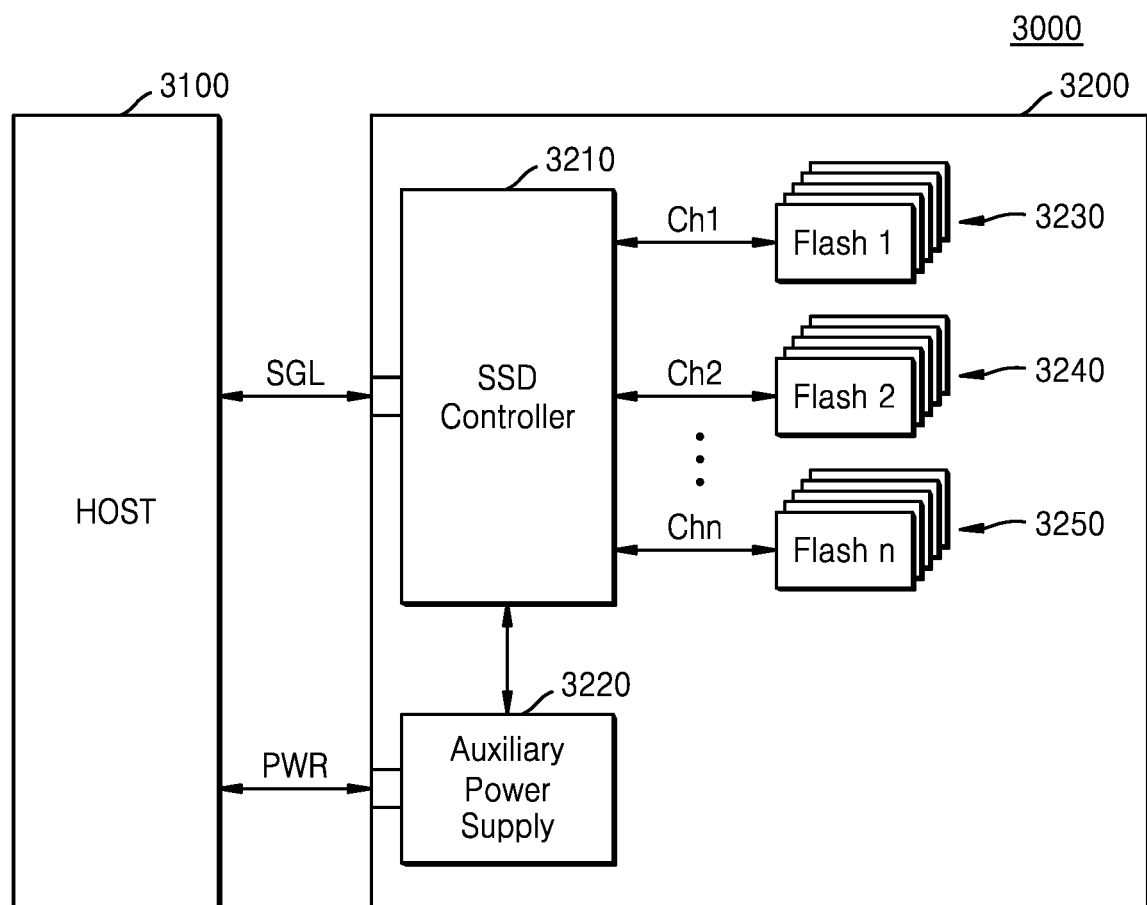 3000
3100
3200
3210
Ch1
Flash 1
3230
SGL
SSD
Controller
Ch2
Flash 2
3240
HOST
Chn
Flash n
3250
3220
PWR
Auxiliary
Power
Supply